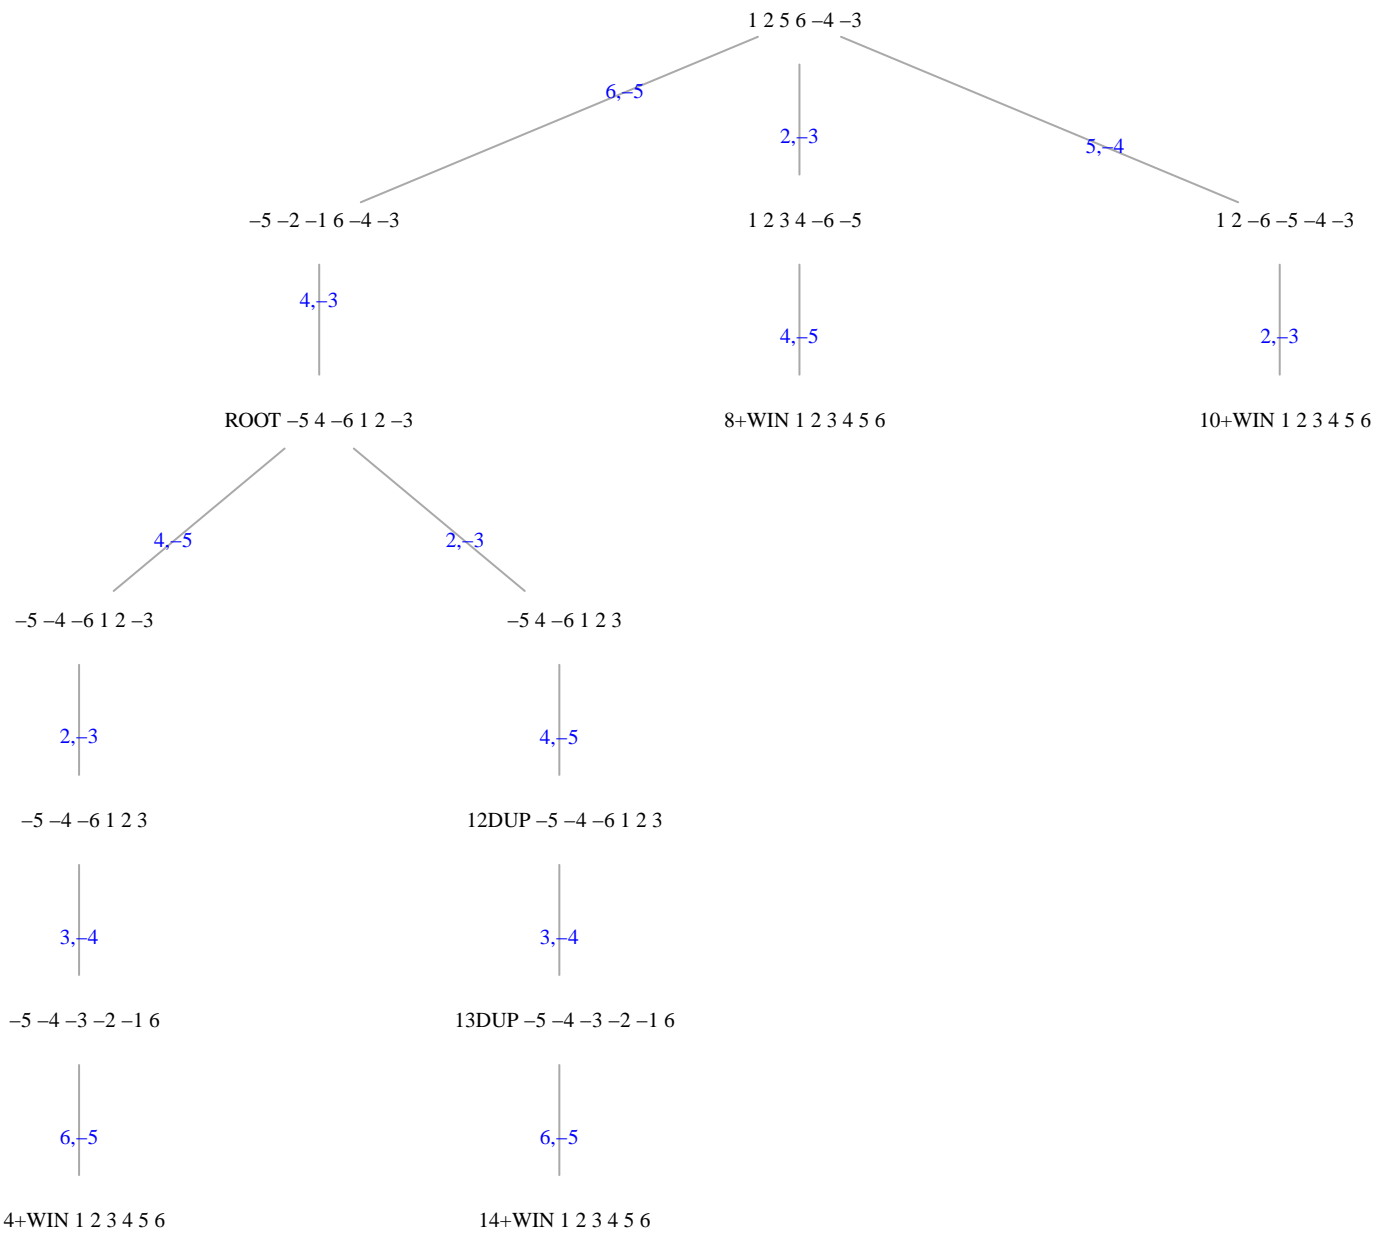 1 2 5 6 −4 −3
6,−5
2,−3
5,−4
−5 −2 −1 6 −4 −3
1 2 3 4 −6 −5
1 2 −6 −5 −4 −3
4,−3
4,−5
2,−3
ROOT −5 4 −6 1 2 −3
8+WIN 1 2 3 4 5 6
10+WIN 1 2 3 4 5 6
4,−5
2,−3
−5 −4 −6 1 2 −3
−5 4 −6 1 2 3
2,−3
4,−5
−5 −4 −6 1 2 3
12DUP −5 −4 −6 1 2 3
3,−4
3,−4
−5 −4 −3 −2 −1 6
13DUP −5 −4 −3 −2 −1 6
6,−5
6,−5
4+WIN 1 2 3 4 5 6
14+WIN 1 2 3 4 5 6